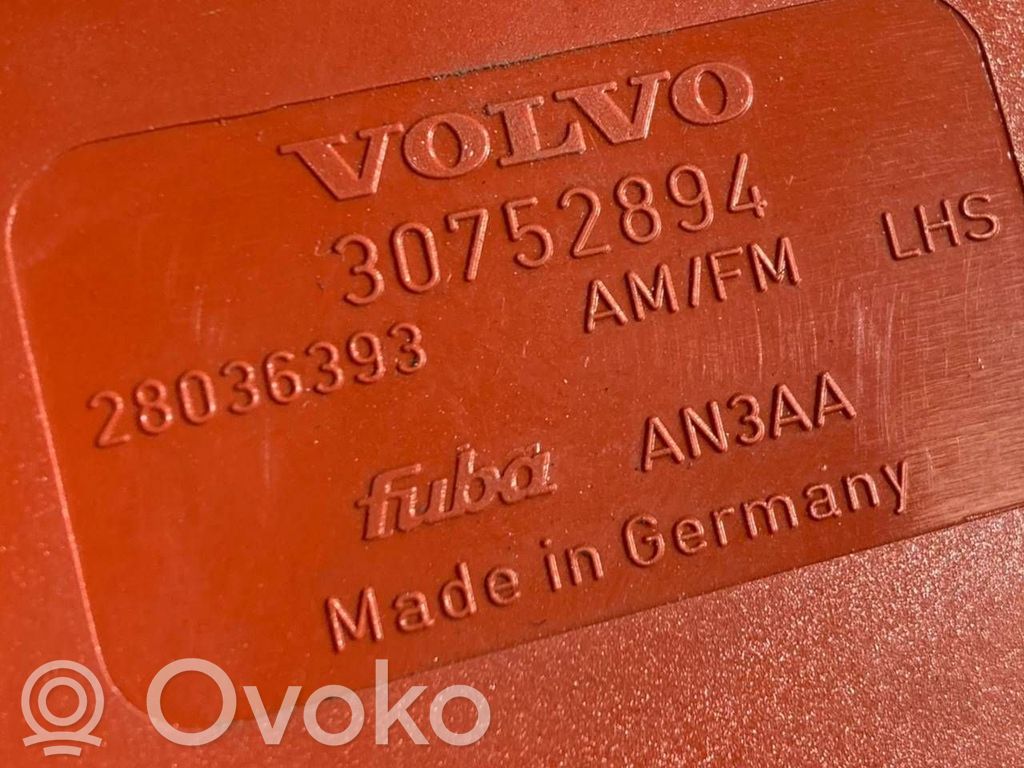 VOLVO
30752894
AM/FM LHS
28036393
fuba AN3AA
Made in Germany
Ovoko